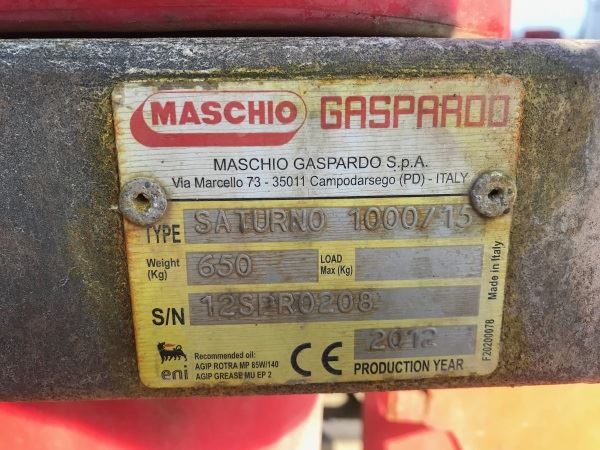 MASCHIO GASPARDO
MASCHIO GASPARDO S.p.A.
Via Marcello 73 - 35011 Campodarsego (PD) - ITALY
TYPE SATURNO 1000/15
Weight (Kg) 650 LOAD Max (Kg)
S/N 12SPR0208
2012
CE PRODUCTION YEAR
eni Recommended oil:
AGIP ROTRA MP 85W/140
AGIP GREASE MU EP 2
Made in Italy
F20200078